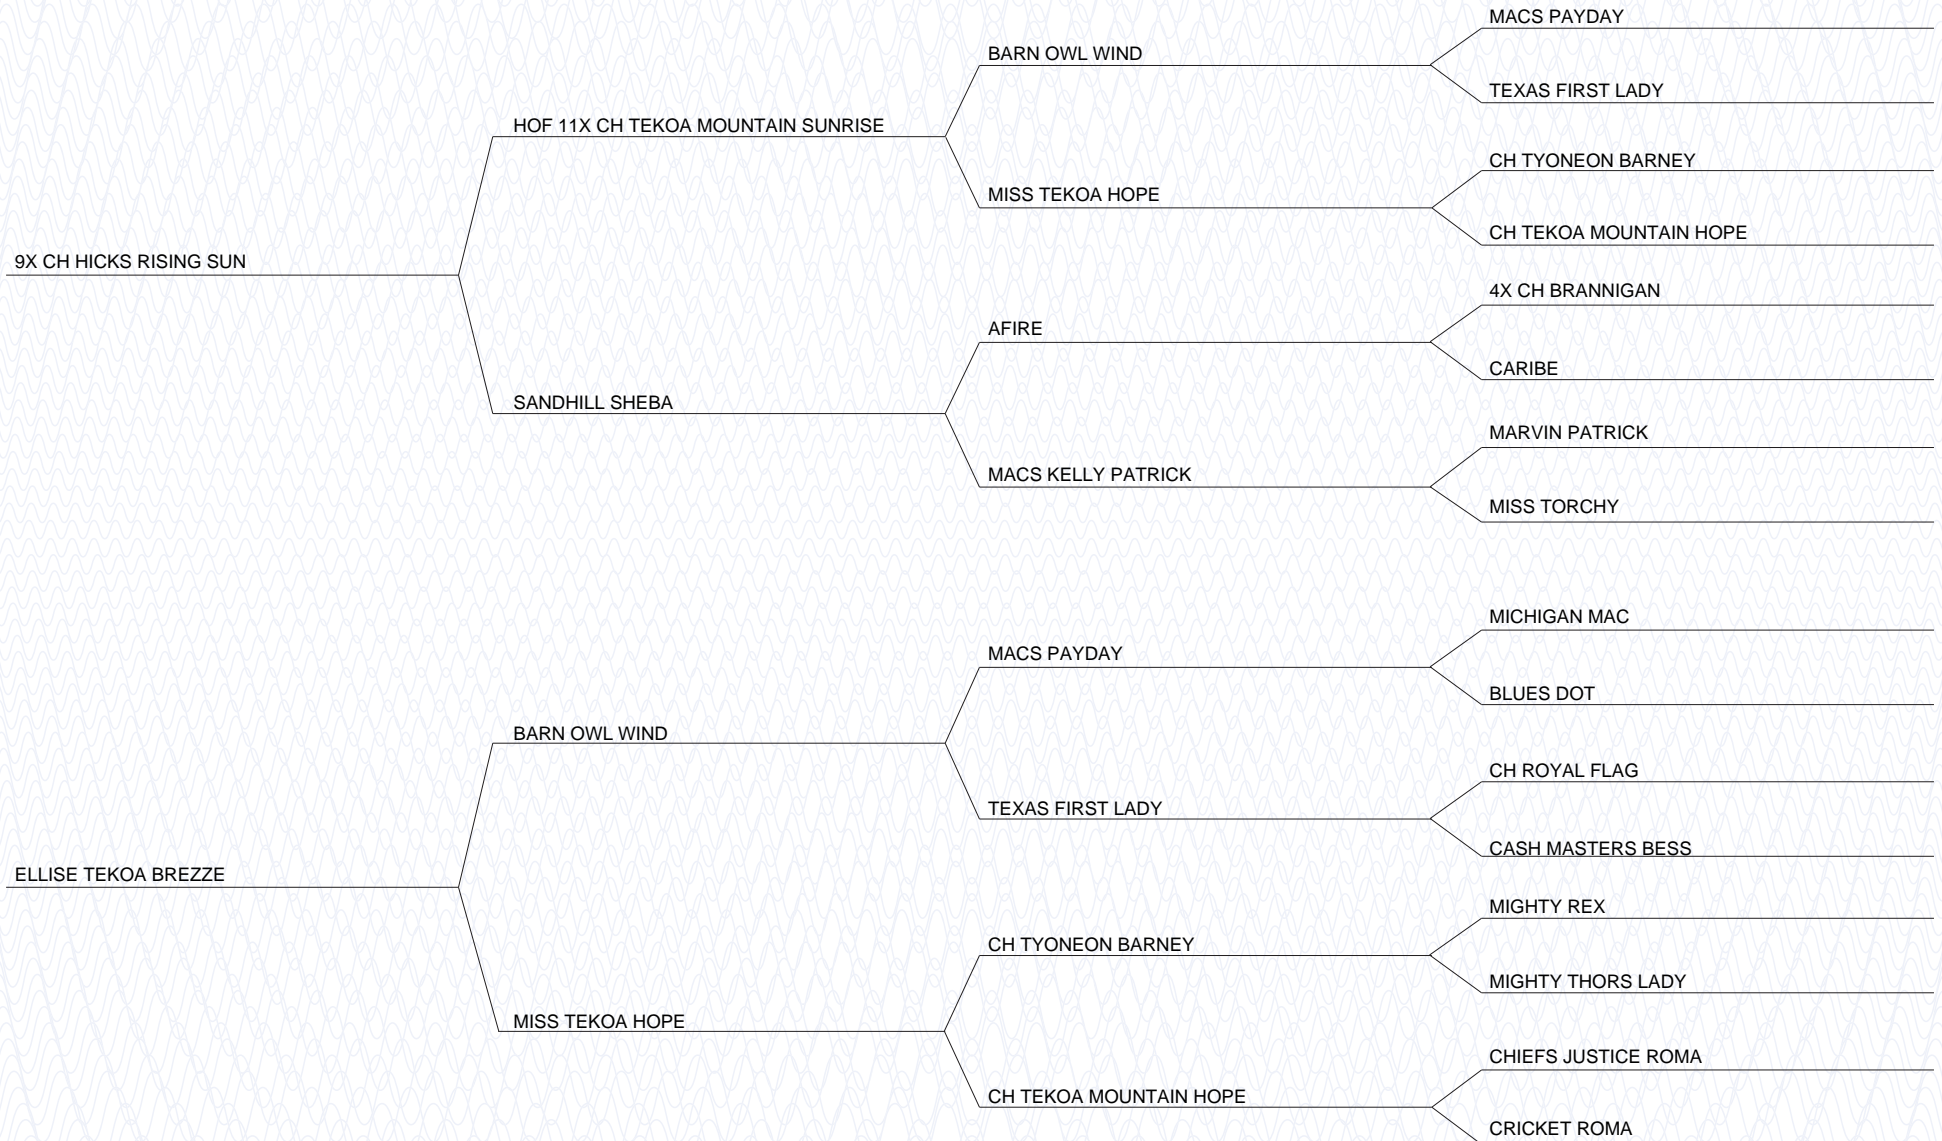 MACS PAYDAY
BARN OWL WIND
TEXAS FIRST LADY
HOF 11X CH TEKOA MOUNTAIN SUNRISE
CH TYONEON BARNEY
MISS TEKOA HOPE
CH TEKOA MOUNTAIN HOPE
9X CH HICKS RISING SUN
4X CH BRANNIGAN
AFIRE
CARIBE
SANDHILL SHEBA
MARVIN PATRICK
MACS KELLY PATRICK
MISS TORCHY
MICHIGAN MAC
MACS PAYDAY
BLUES DOT
BARN OWL WIND
CH ROYAL FLAG
TEXAS FIRST LADY
CASH MASTERS BESS
ELLISE TEKOA BREZZE
MIGHTY REX
CH TYONEON BARNEY
MIGHTY THORS LADY
MISS TEKOA HOPE
CHIEFS JUSTICE ROMA
CH TEKOA MOUNTAIN HOPE
CRICKET ROMA